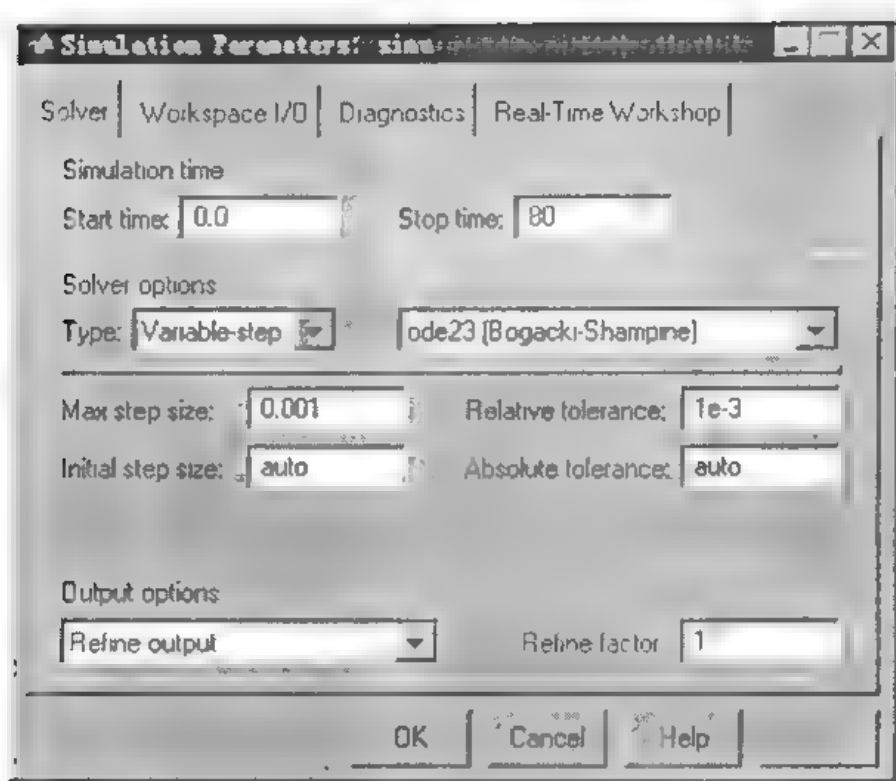 Simulation Parameters: simu
Solver Workspace I/O Diagnostics Real-Time Workshop
Simulation time
Start time: 0.0 Stop time: 80
Solver options
Type: Variable-step ode23 (Bogacki-Shampine)
Max step size: 0.001 Relative tolerance: 1e-3
Initial step size: auto Absolute tolerance: auto
Output options
Refine output Refine factor 1
OK Cancel Help